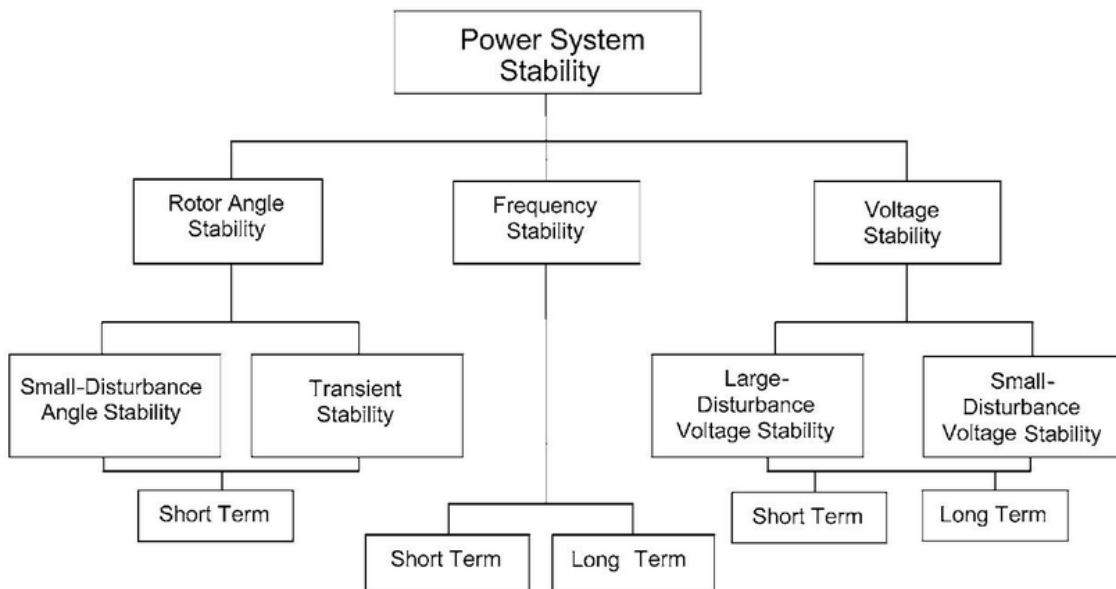 Power System
Stability
Rotor Angle
Stability
Frequency
Stability
Voltage
Stability
Small-Disturbance
Angle Stability
Transient
Stability
Large-
Disturbance
Voltage Stability
Small-
Disturbance
Voltage Stability
Short Term
Short Term
Long Term
Short Term
Long Term